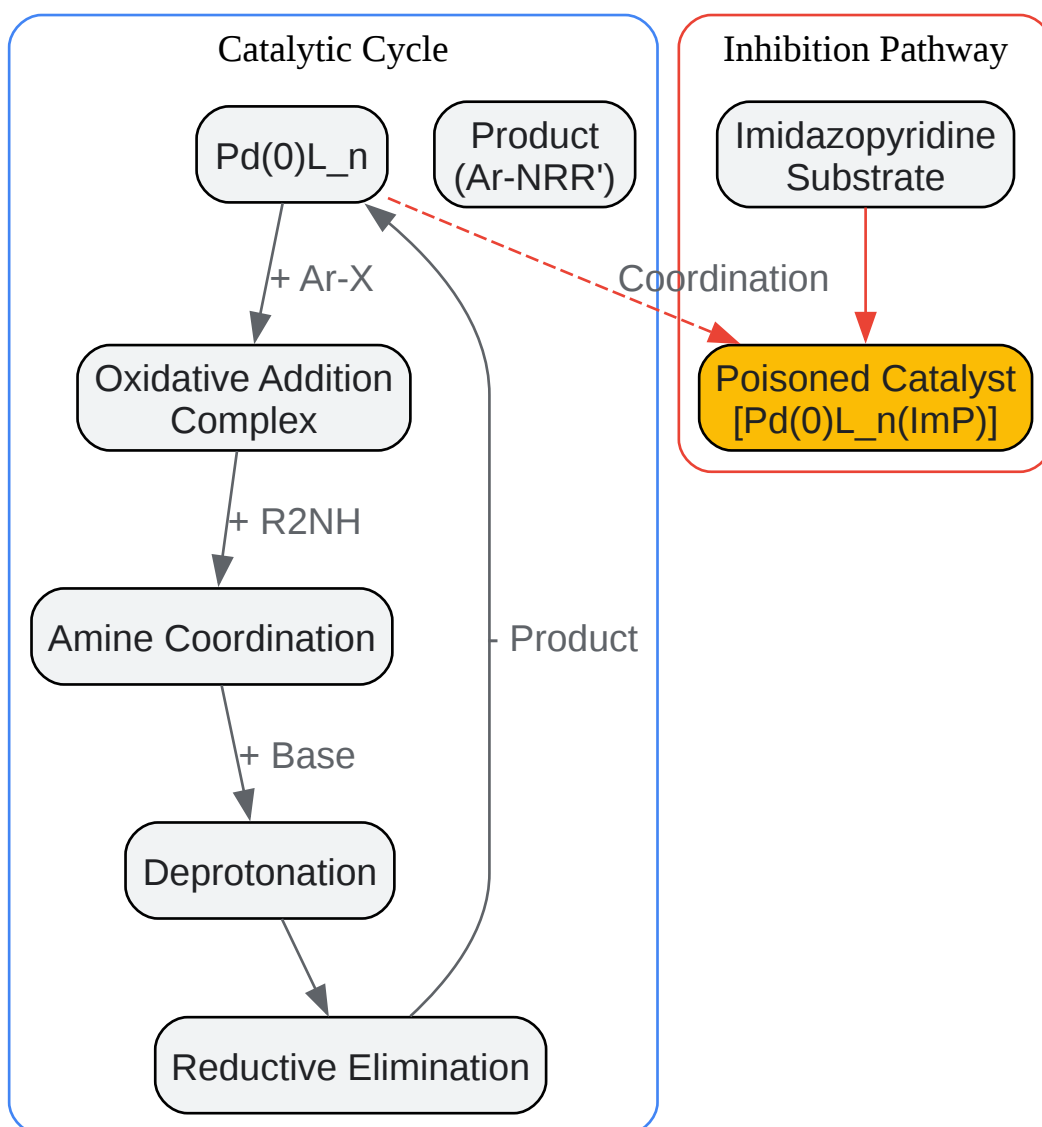 Catalytic Cycle
Pd(0)L_n
Product
(Ar-NRR')
+ Ar-X
Oxidative Addition
Complex
+ R2NH
Amine Coordination
- Product
+ Base
Deprotonation
Reductive Elimination
Inhibition Pathway
Imidazopyridine
Substrate
Coordination
Poisoned Catalyst
[Pd(0)L_n(ImP)]